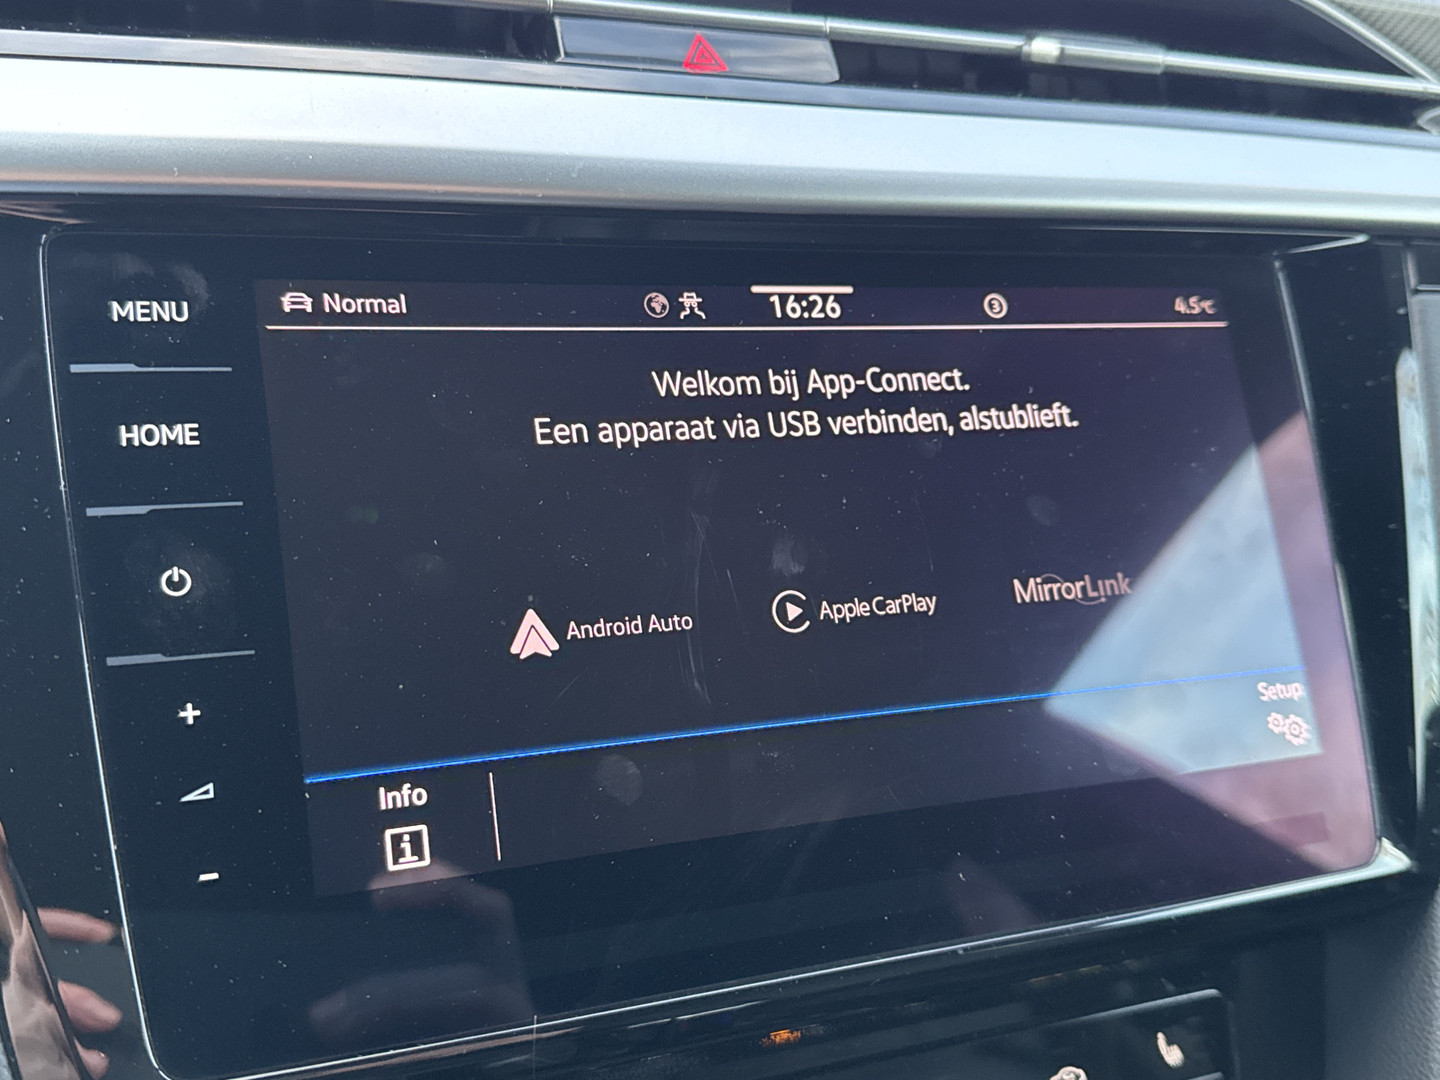 MENU
HOME
Normal
16:26
3
4.5°C
Welkom bij App-Connect.
Een apparaat via USB verbinden, alstublieft.
Android Auto
Apple CarPlay
MirrorLink
Setup
Info
i
+
-